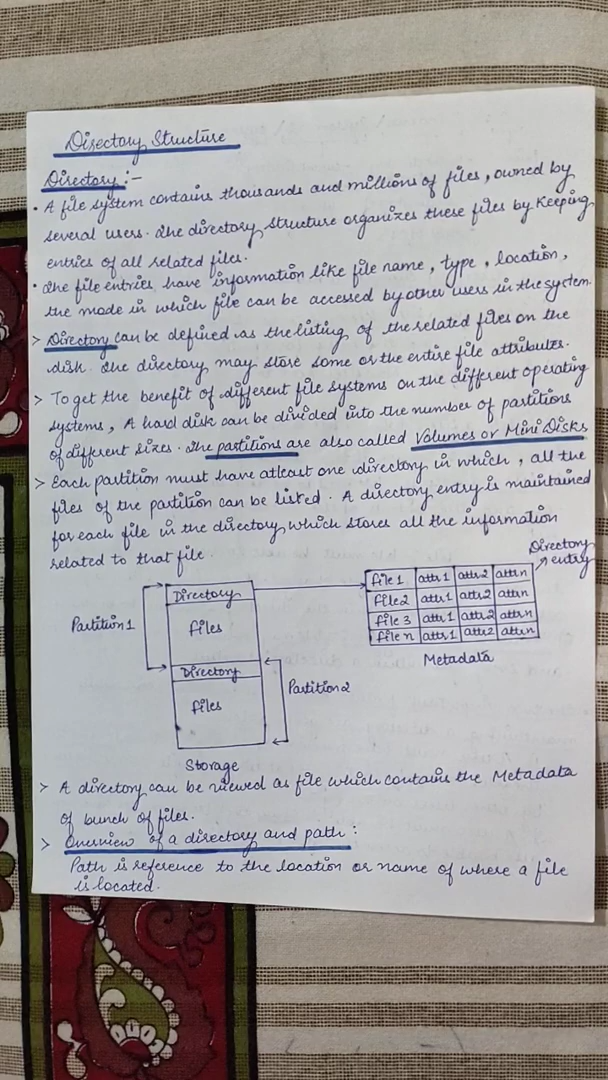 Directory Structure
Directory :-
• A file system contains thousands and millions of files, owned by
several users. The directory structure organizes these files by Keeping
entries of all related files.
• The file entries have information like file name, type, location,
the mode in which file can be accessed by other users in the system.
> Directory can be defined as the listing of the related files on the
disk. The directory may store some or the entire file attributes.
> To get the benefit of different file systems on the different operating
systems, A hard disk can be divided into the number of partitions
of different sizes. The partitions are also called Volumes or Mini Disks
> Each partition must have atleast one directory in which, all the
files of the partition can be listed. A directory entry is maintained
for each file in the directory which stores all the information
related to that file.
Directory
entry
Partition 1
Directory
files
Directory
files
Partition 2
Storage
file 1 attr 1 attr 2 attr n
file 2 attr 1 attr 2 attr n
file 3 attr 1 attr 2 attr n
file n attr 1 attr 2 attr n
Metadata
> A directory can be viewed as file which contains the Metadata
of bunch of files.
> Overview of a directory and path :
Path is reference to the location or name of where a file
is located.